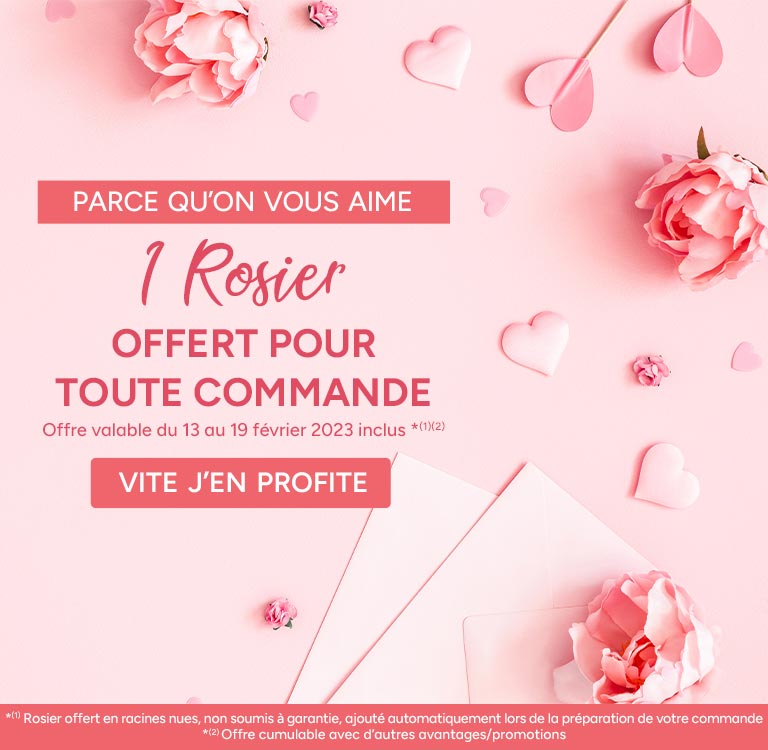 PARCE QU'ON VOUS AIME
1 Rosier
OFFERT POUR
TOUTE COMMANDE
Offre valable du 13 au 19 février 2023 inclus *(1)(2)
VITE J'EN PROFITE
*(1) Rosier offert en racines nues, non soumis à garantie, ajouté automatiquement lors de la préparation de votre commande
*(2) Offre cumulable avec d'autres avantages/promotions